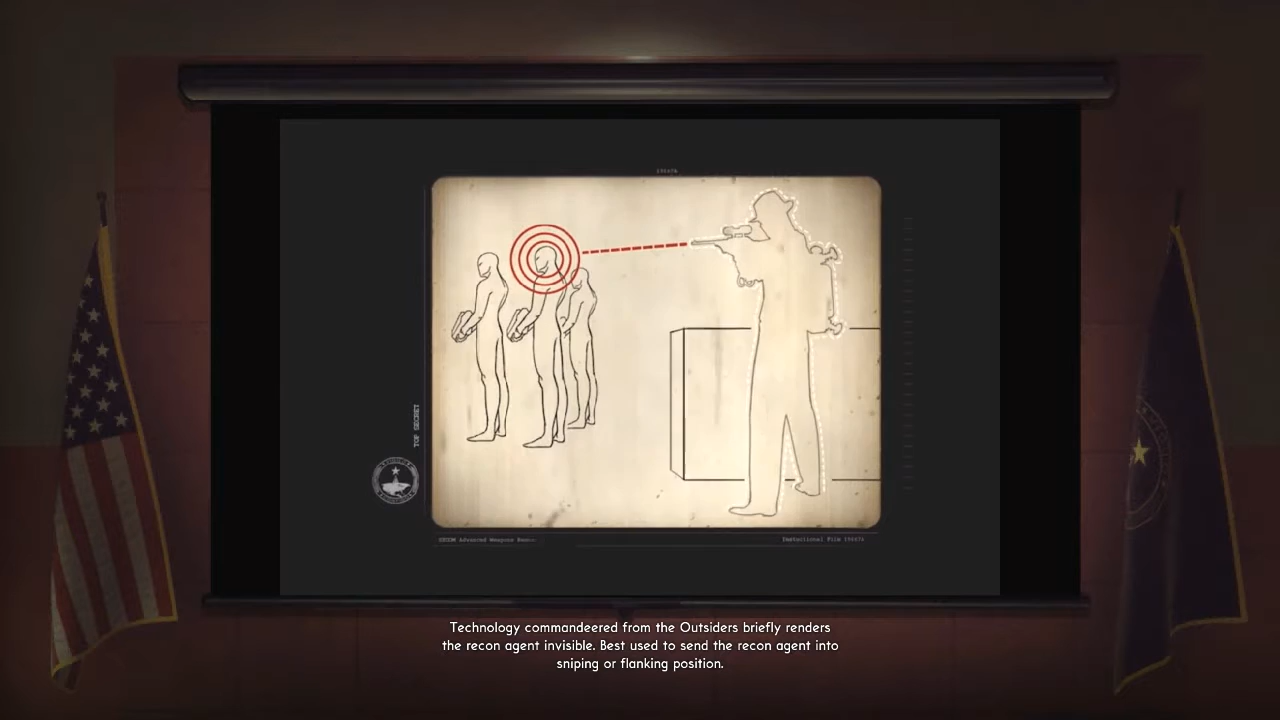 TOP SECRET
Technology commandeered from the Outsiders briefly renders
the recon agent invisible. Best used to send the recon agent into
sniping or flanking position.